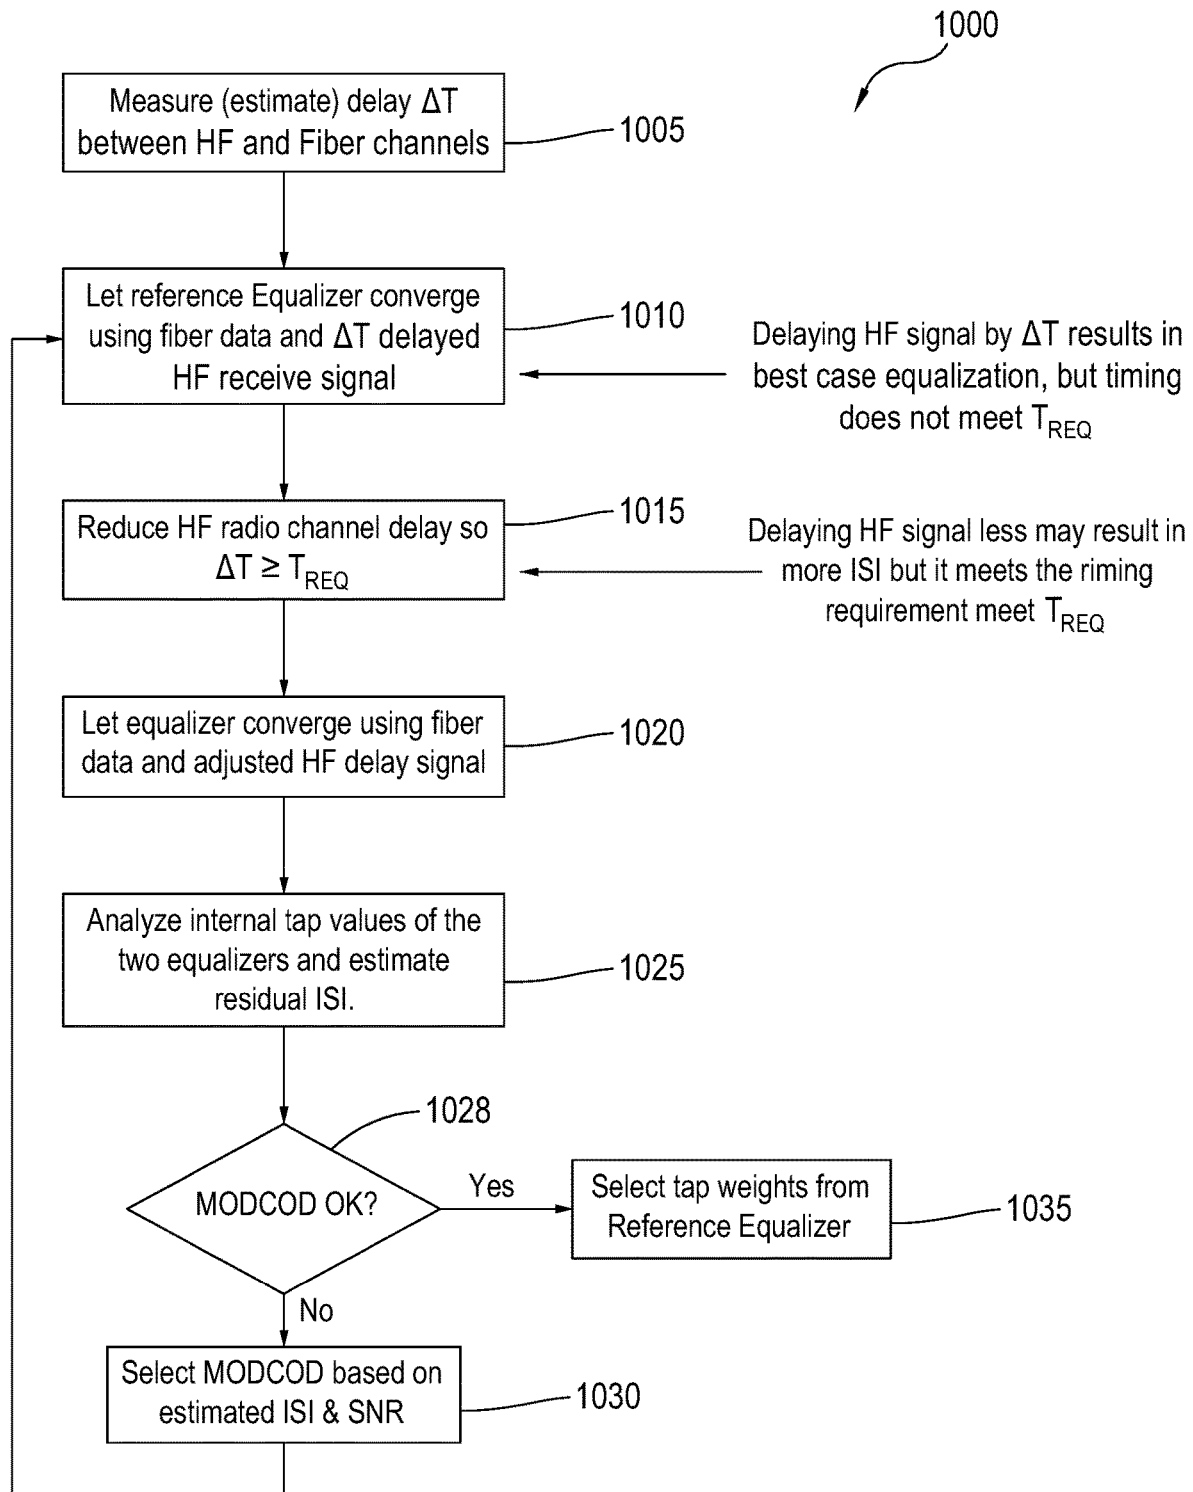 1000
Measure (estimate) delay ΔT
between HF and Fiber channels
1005
Let reference Equalizer converge
using fiber data and ΔT delayed
HF receive signal
1010
Delaying HF signal by ΔT results in
best case equalization, but timing
does not meet TREQ
Reduce HF radio channel delay so
ΔT ≥ TREQ
1015
Delaying HF signal less may result in
more ISI but it meets the riming
requirement meet TREQ
Let equalizer converge using fiber
data and adjusted HF delay signal
1020
Analyze internal tap values of the
two equalizers and estimate
residual ISI.
1025
1028
MODCOD OK?
Yes
Select tap weights from
Reference Equalizer
1035
No
Select MODCOD based on
estimated ISI & SNR
1030